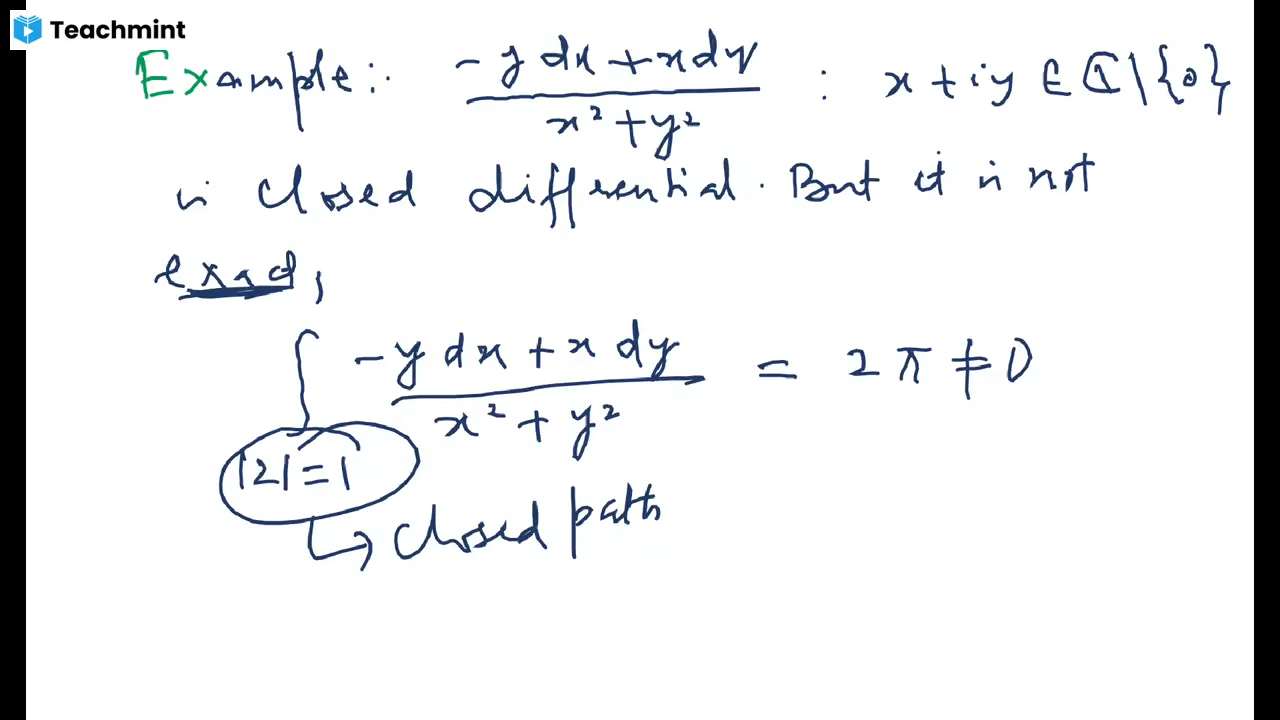 Teachmint
Example:. -y dx + x dy / x² + y² : x + iy ∈ ℂ \ {0}
is closed differential. But it is not
exact,
∫ -y dx + x dy / x² + y² = 2π ≠ 0
|z| = 1
↳ closed path